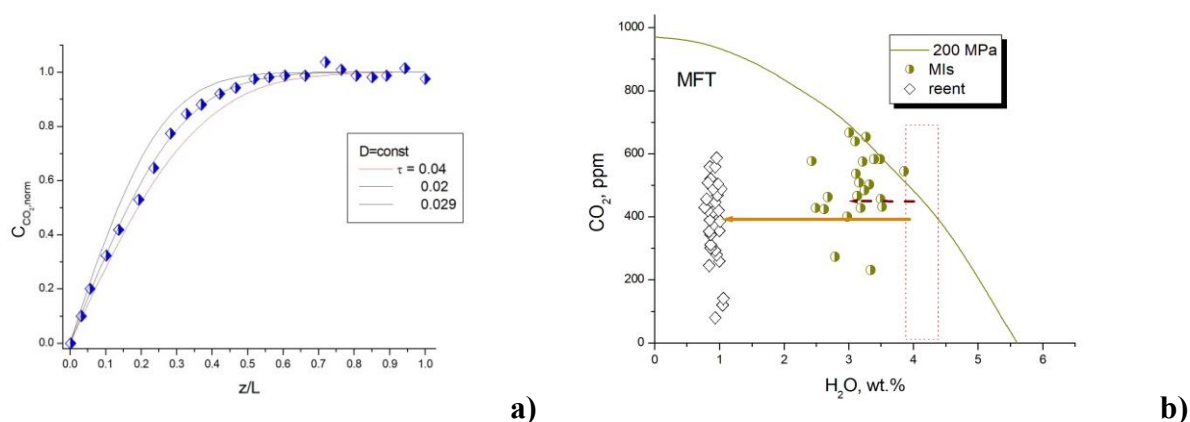 1.0
0.8
0.6
0.4
0.2
0.0
C_CO₂,norm
0.0 0.1 0.2 0.3 0.4 0.5 0.6 0.7 0.8 0.9 1.0
z/L
D=const
τ = 0.04
0.02
0.029
a)
1000
800
600
400
200
0
CO₂, ppm
MFT
200 MPa
MIs
reent
0 1 2 3 4 5 6
H₂O, wt.%
b)